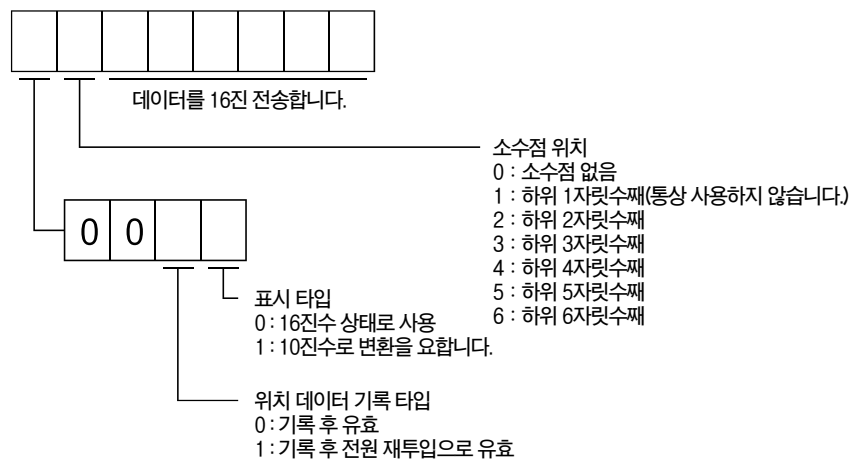 데이터를 16진 전송합니다.
소수점 위치
0 : 소수점 없음
1 : 하위 1자릿수째(통상 사용하지 않습니다.)
2 : 하위 2자릿수째
3 : 하위 3자릿수째
4 : 하위 4자릿수째
5 : 하위 5자릿수째
6 : 하위 6자릿수째
0 0
표시 타입
0 : 16진수 상태로 사용
1 : 10진수로 변환을 요합니다.
위치 데이터 기록 타입
0 : 기록 후 유효
1 : 기록 후 전원 재투입으로 유효